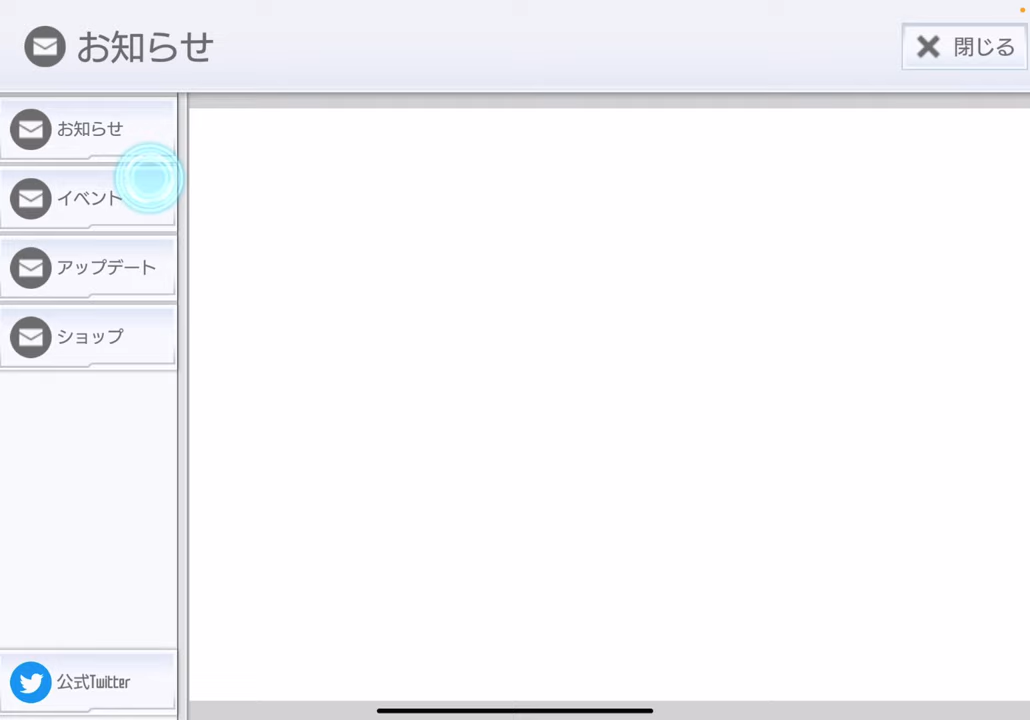 お知らせ
閉じる
お知らせ
イベント
アップデート
ショップ
公式Twitter